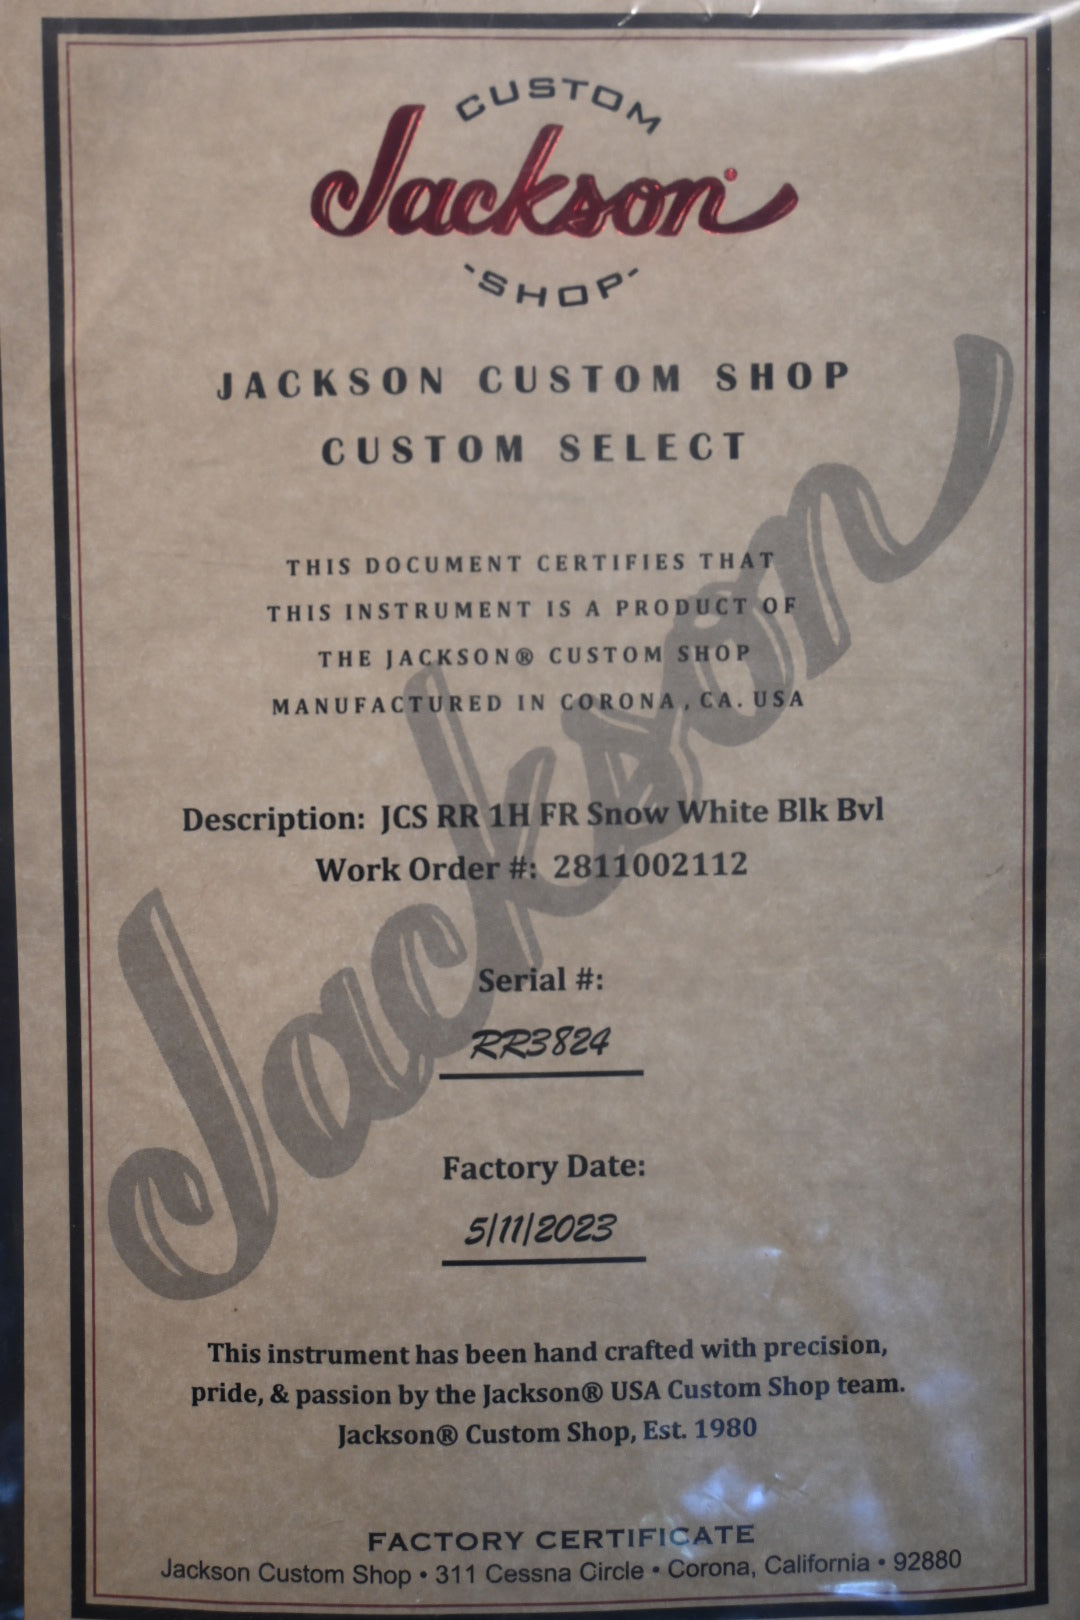 CUSTOM
Jackson
SHOP
JACKSON CUSTOM SHOP
CUSTOM SELECT
THIS DOCUMENT CERTIFIES THAT
THIS INSTRUMENT IS A PRODUCT OF
THE JACKSON® CUSTOM SHOP
MANUFACTURED IN CORONA, CA. USA
Jackson
Description: JCS RR 1H FR Snow White Blk Bvl
Work Order #: 2811002112
Serial #:
RR3824
Factory Date:
5/11/2023
This instrument has been hand crafted with precision,
pride, & passion by the Jackson® USA Custom Shop team.
Jackson® Custom Shop, Est. 1980
FACTORY CERTIFICATE
Jackson Custom Shop • 311 Cessna Circle • Corona, California • 92880